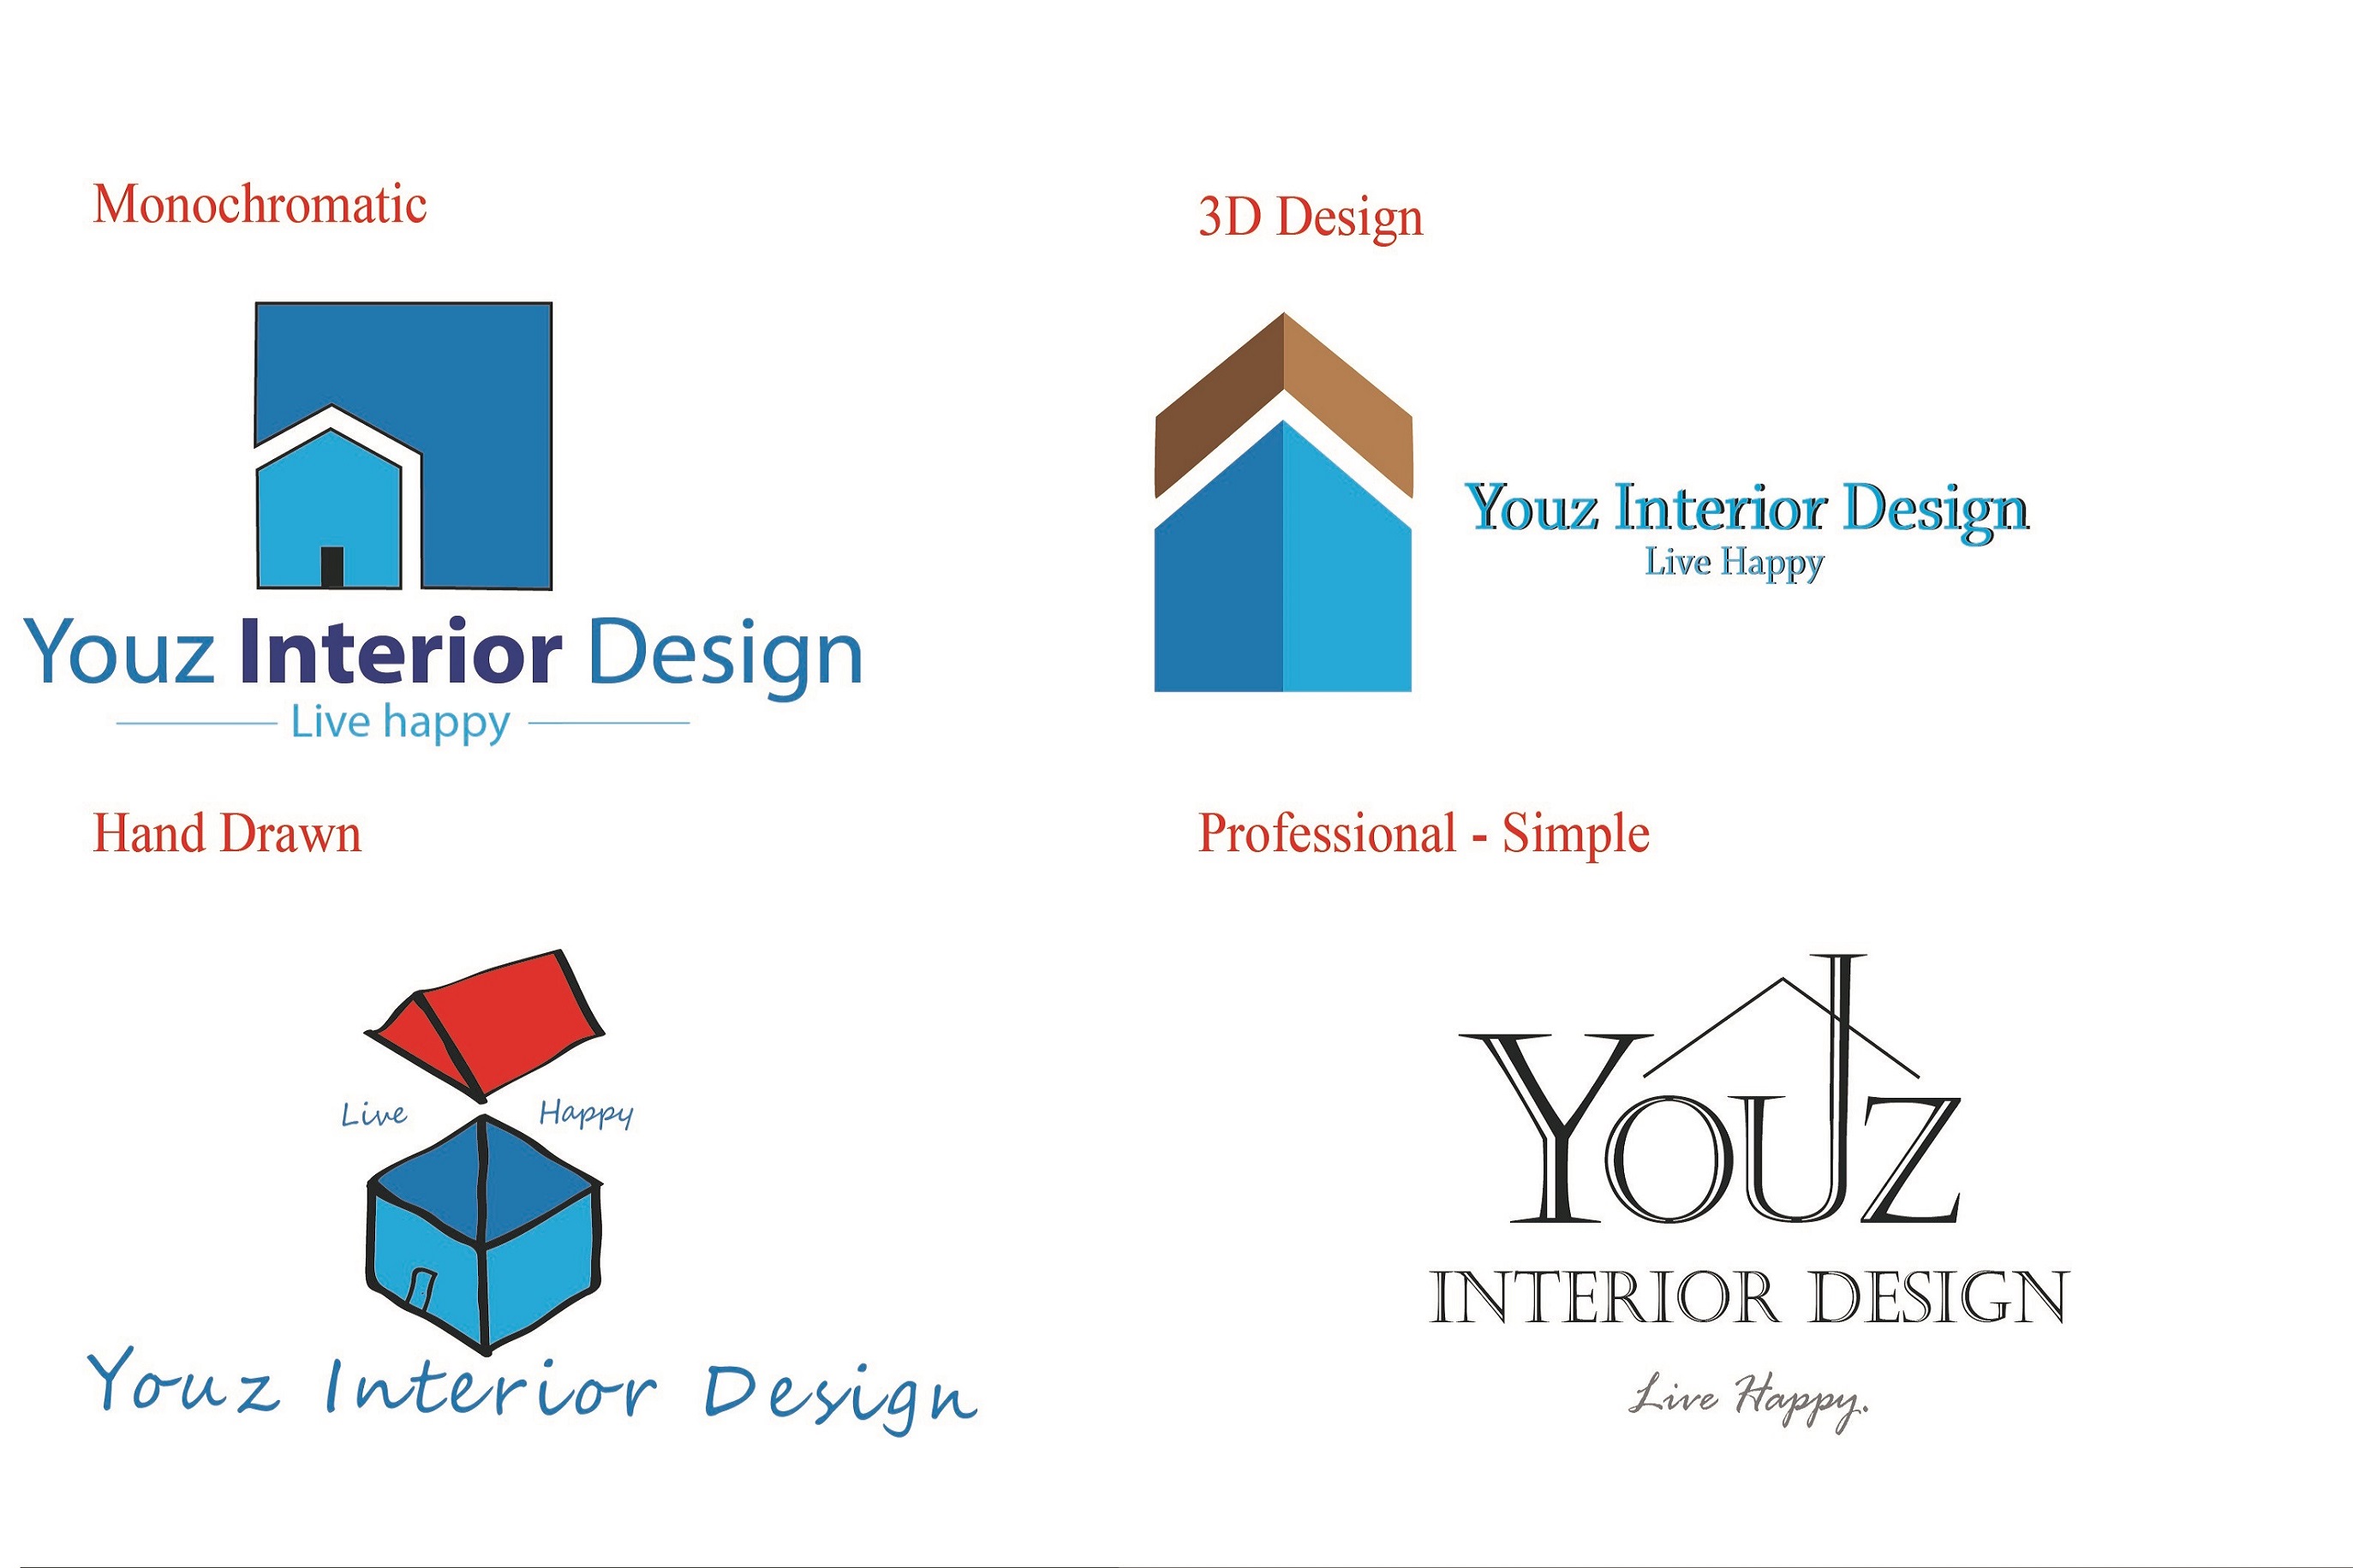 Monochromatic
3D Design
Youz Interior Design
Live happy
Youz Interior Design
Live Happy
Hand Drawn
Professional - Simple
Live Happy
Youz Interior Design
YOUZ
INTERIOR DESIGN
Live Happy.